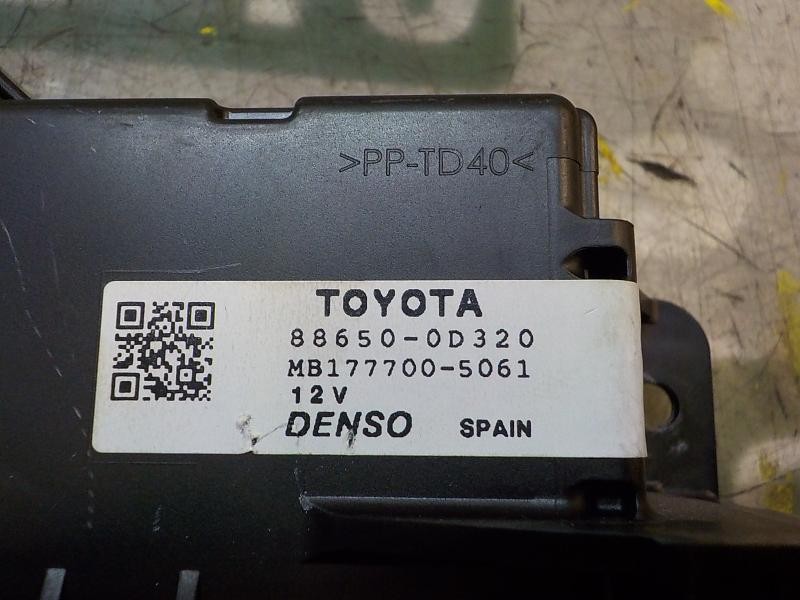 >PP-TD40<
TOYOTA
88650-0D320
MB177700-5061
12V
DENSO SPAIN